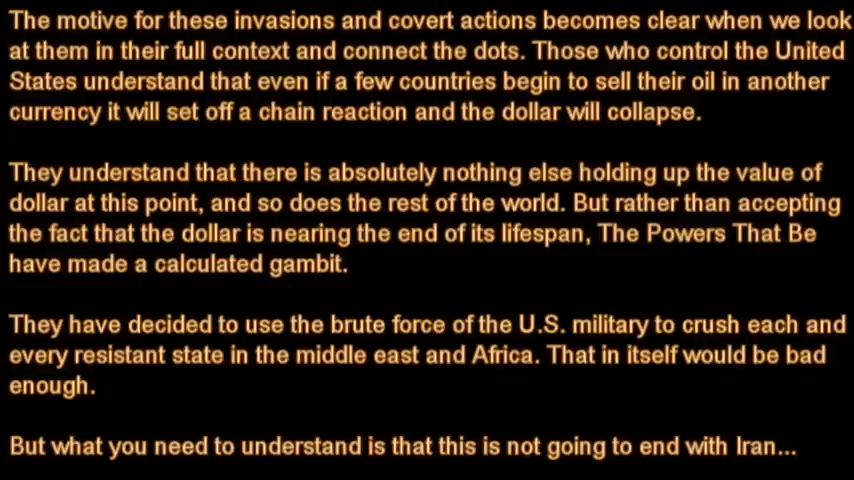 The motive for these invasions and covert actions becomes clear when we look
at them in their full context and connect the dots. Those who control the United
States understand that even if a few countries begin to sell their oil in another
currency it will set off a chain reaction and the dollar will collapse.
They understand that there is absolutely nothing else holding up the value of
dollar at this point, and so does the rest of the world. But rather than accepting
the fact that the dollar is nearing the end of its lifespan, The Powers That Be
have made a calculated gambit.
They have decided to use the brute force of the U.S. military to crush each and
every resistant state in the middle east and Africa. That in itself would be bad
enough.
But what you need to understand is that this is not going to end with Iran...